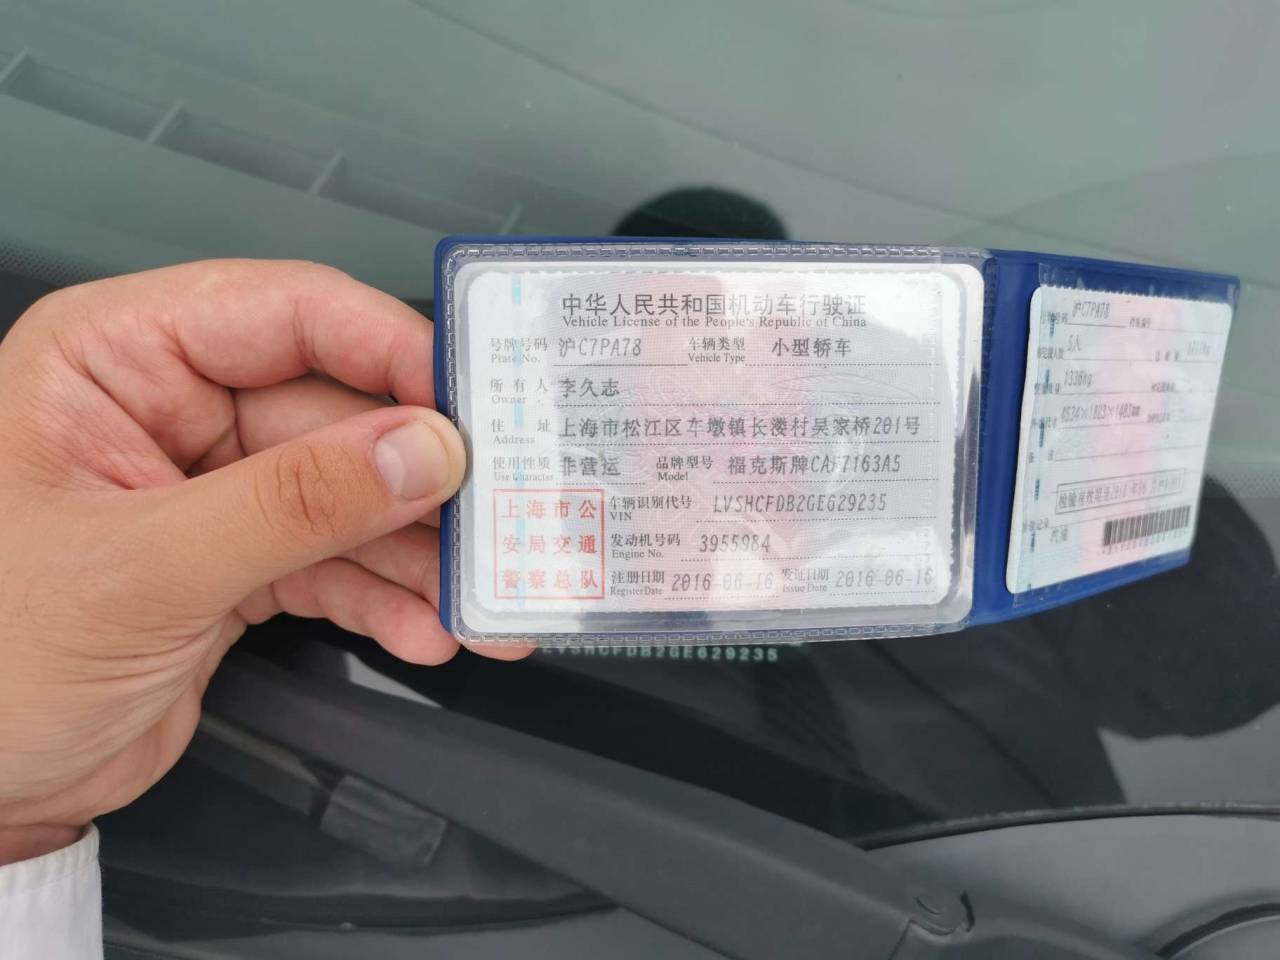 中华人民共和国机动车行驶证
Vehicle License of the People's Republic of China
号牌号码 沪C7PA78 车辆类型 小型轿车
Plate No. Vehicle Type
所有人 李久志
Owner
住址 上海市松江区车墩镇长溇村吴家桥201号
Address
使用性质 非营运 品牌型号 福克斯牌CAF7163A5
Use Character Model
上海市公
安局交通
警察总队
车辆识别代号 LVSHCFDB2GE629235
VIN
发动机号码 3955984
Engine No.
注册日期 2016-06-16 发证日期 2016-06-16
Register Date Issue Date
沪C7PA78
5人
1336kg
4534×1823×1483mm
汽油
LVSHCFDB2GE629235